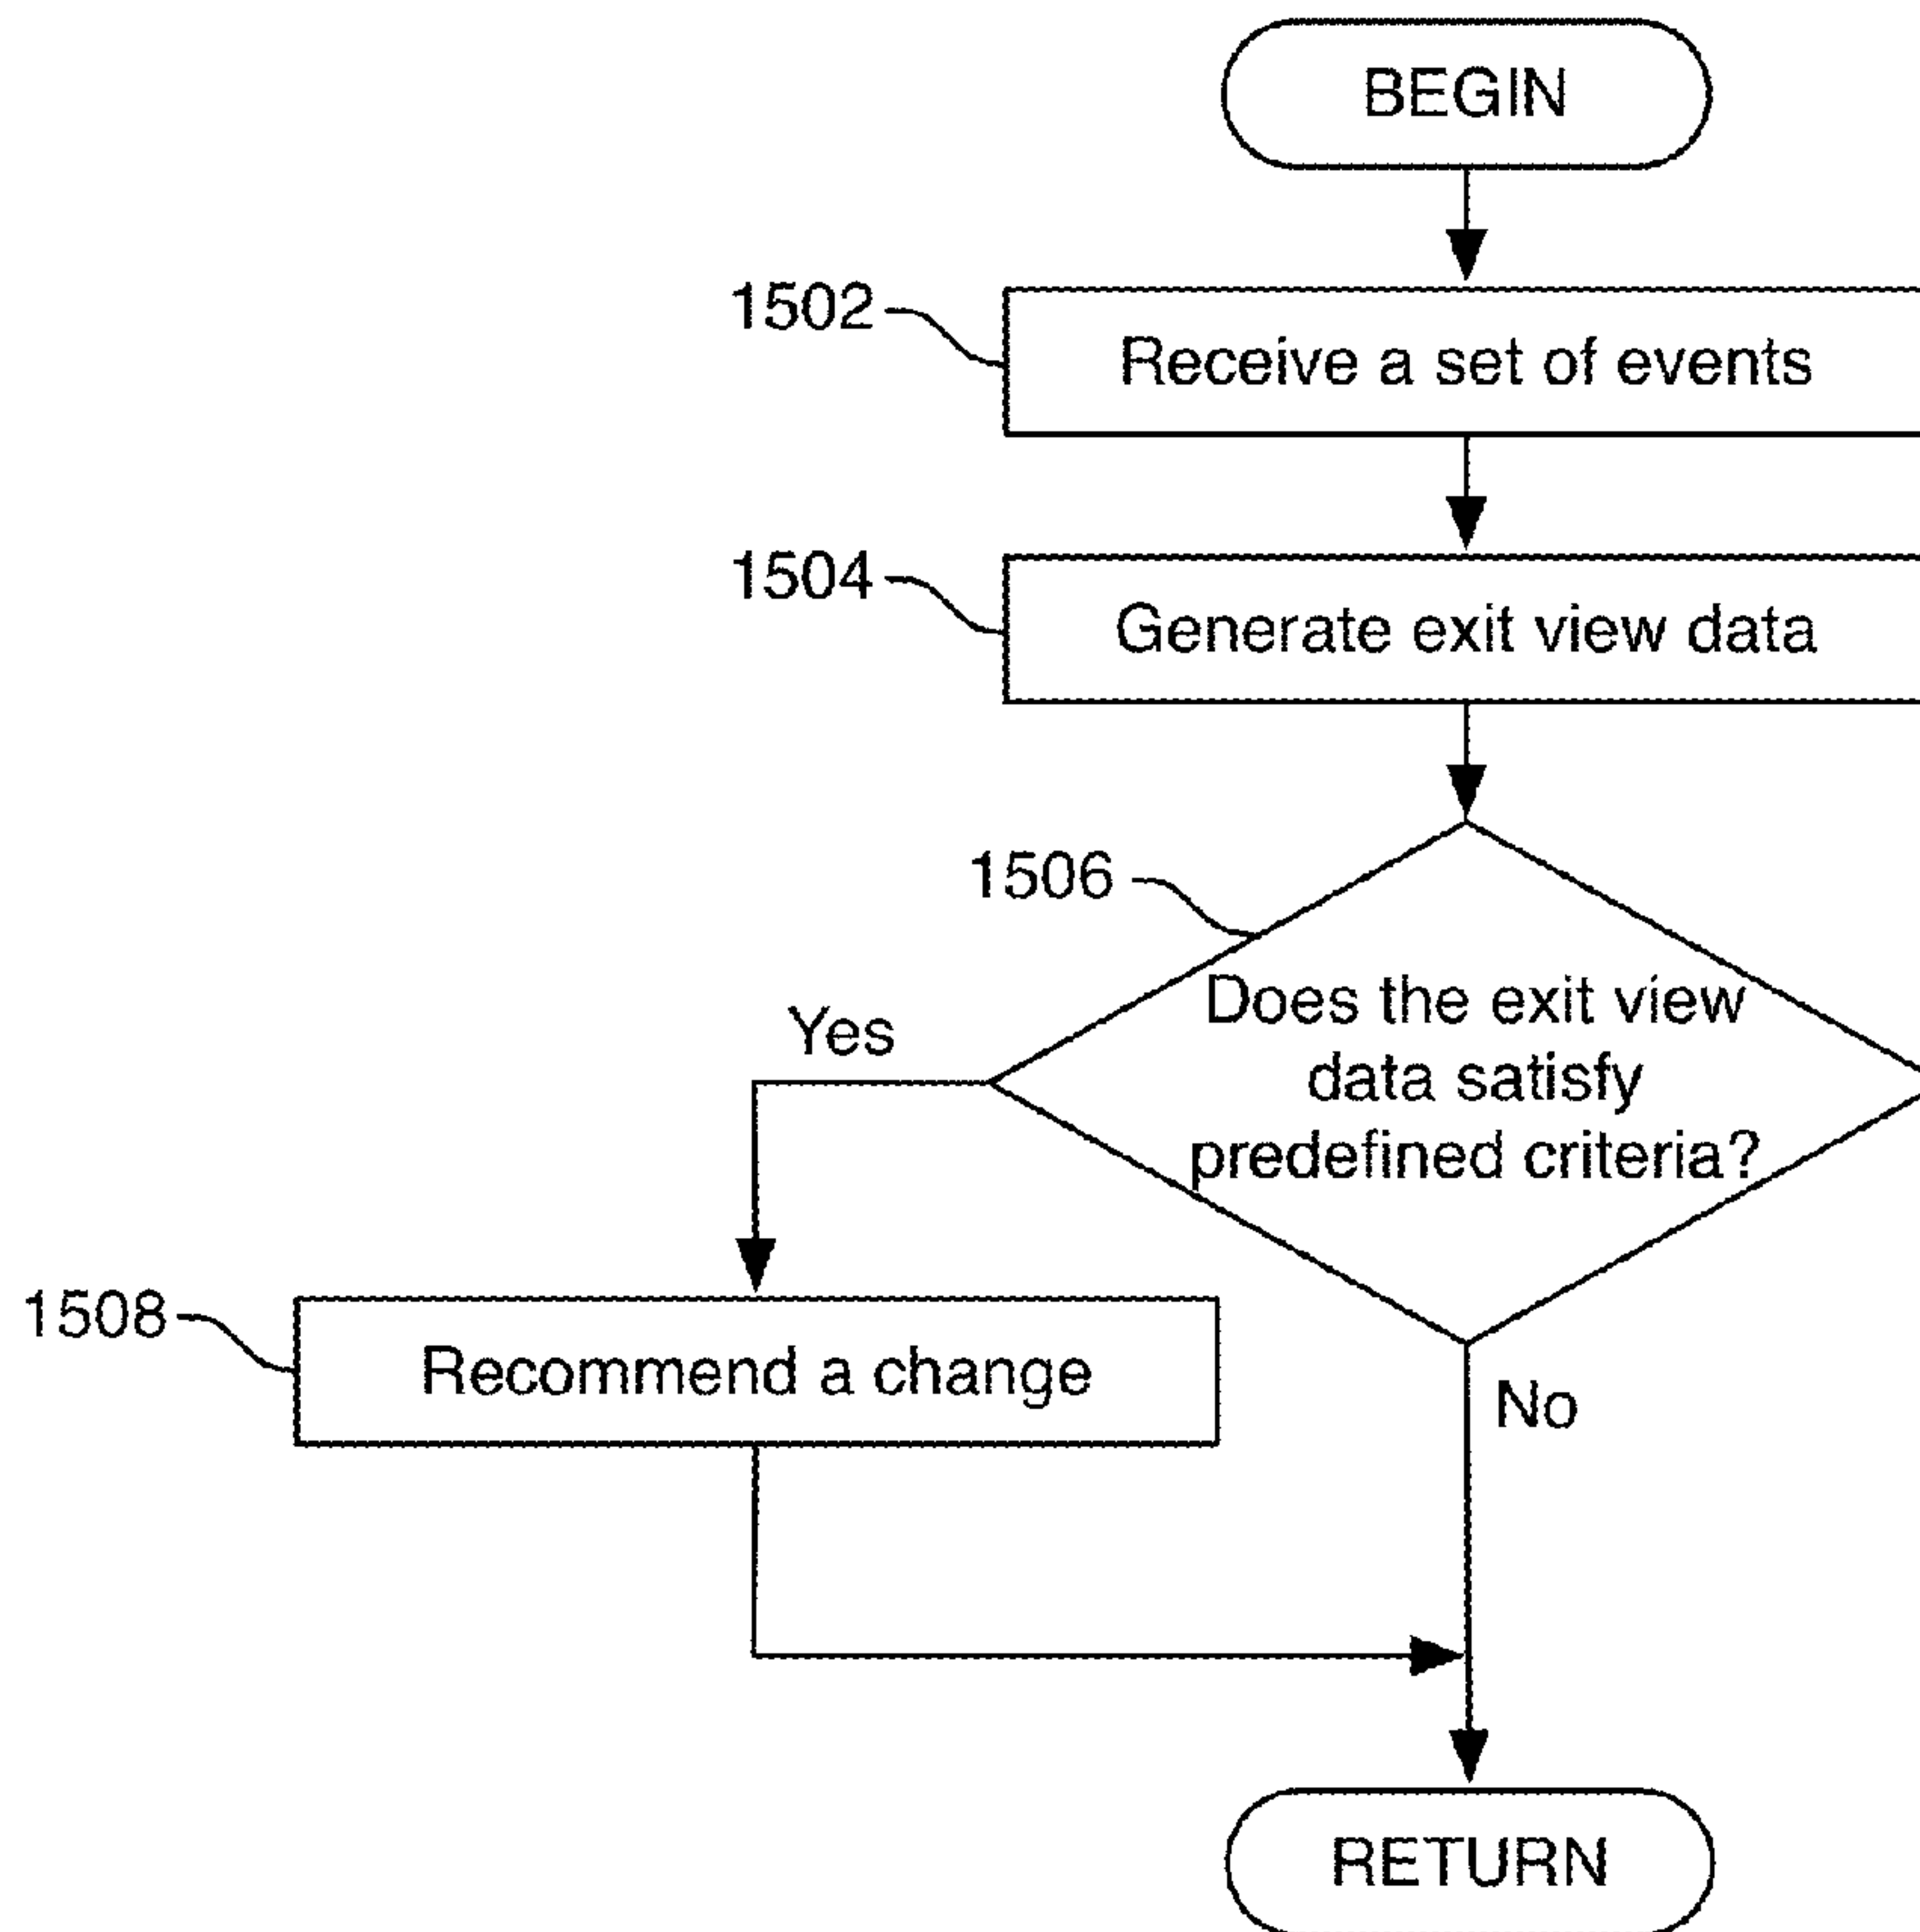 BEGIN
1502
Receive a set of events
1504
Generate exit view data
1506
Does the exit view
data satisfy
predefined criteria?
Yes
1508
Recommend a change
No
RETURN